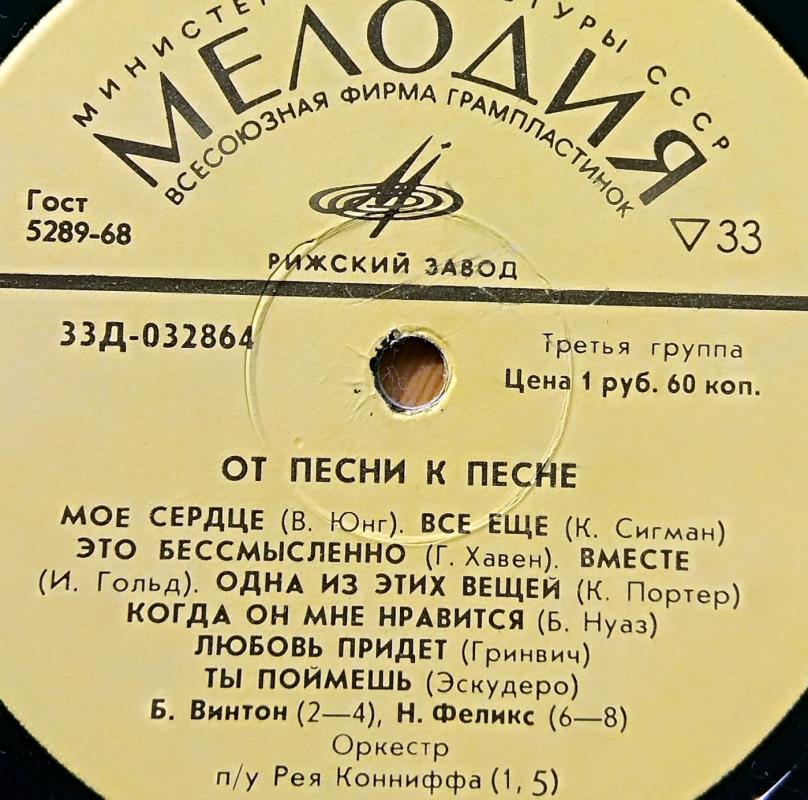 МИНИСТЕ ТУРЫ СССР
МЕЛОДИЯ
ВСЕСОЮЗНАЯ ФИРМА ГРАМПЛАСТИНОК
Гост
5289-68
▽33
РИЖСКИЙ ЗАВОД
33Д-032864
Третья группа
Цена 1 руб. 60 коп.
ОТ ПЕСНИ К ПЕСНЕ
МОЕ СЕРДЦЕ (В. Юнг). ВСЕ ЕЩЕ (К. Сигман)
ЭТО БЕССМЫСЛЕННО (Г. Хавен). ВМЕСТЕ
(И. Гольд). ОДНА ИЗ ЭТИХ ВЕЩЕЙ (К. Портер)
КОГДА ОН МНЕ НРАВИТСЯ (Б. Нуаз)
ЛЮБОВЬ ПРИДЕТ (Гринвич)
ТЫ ПОЙМЕШЬ (Эскудеро)
Б. Винтон (2—4), Н. Феликс (6—8)
Оркестр
п/у Рея Конниффа (1, 5)